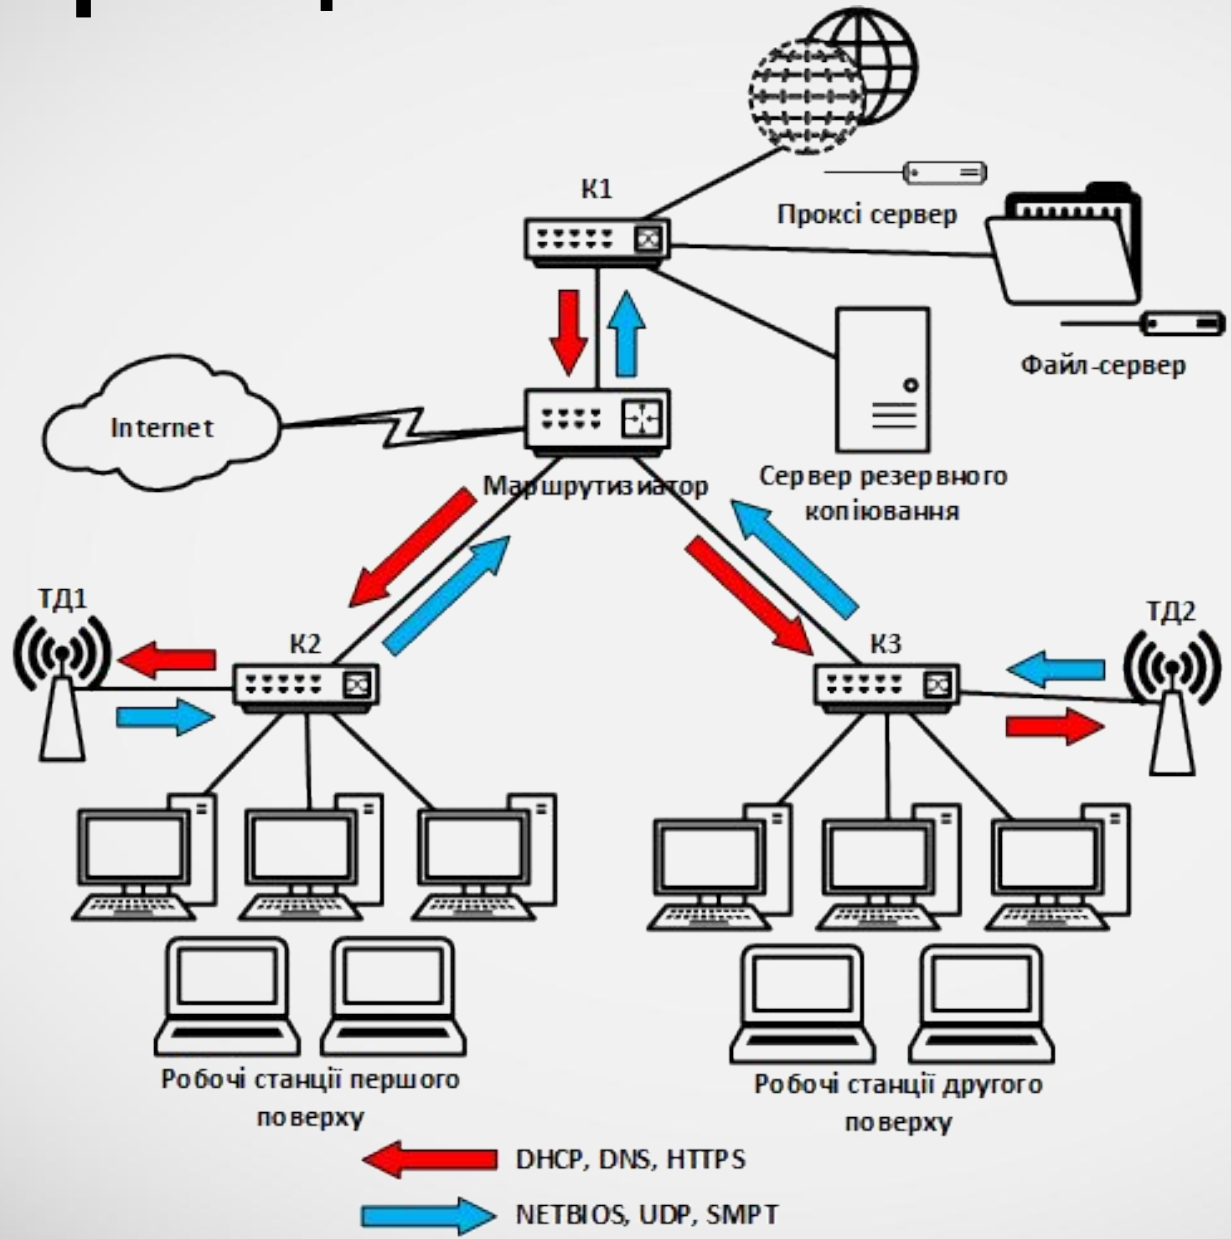 К1
Проксі сервер
Файл-сервер
Internet
Маршрутизиатор
Сервер резервного
копіювання
ТД1
К2
К3
ТД2
Робочі станції першого
поверху
Робочі станції другого
поверху
DHCP, DNS, HTTPS
NETBIOS, UDP, SMPT